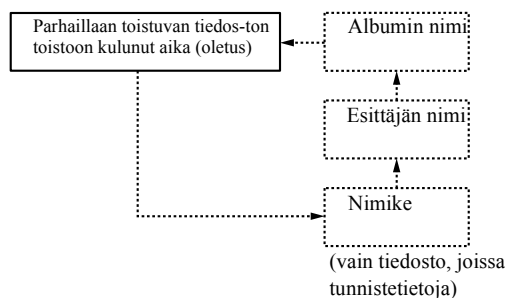 Parhaillaan toistuvan tiedos-ton
toistoon kulunut aika (oletus)
Albumin nimi
Esittäjän nimi
Nimike
(vain tiedosto, joissa
tunnistetietoja)